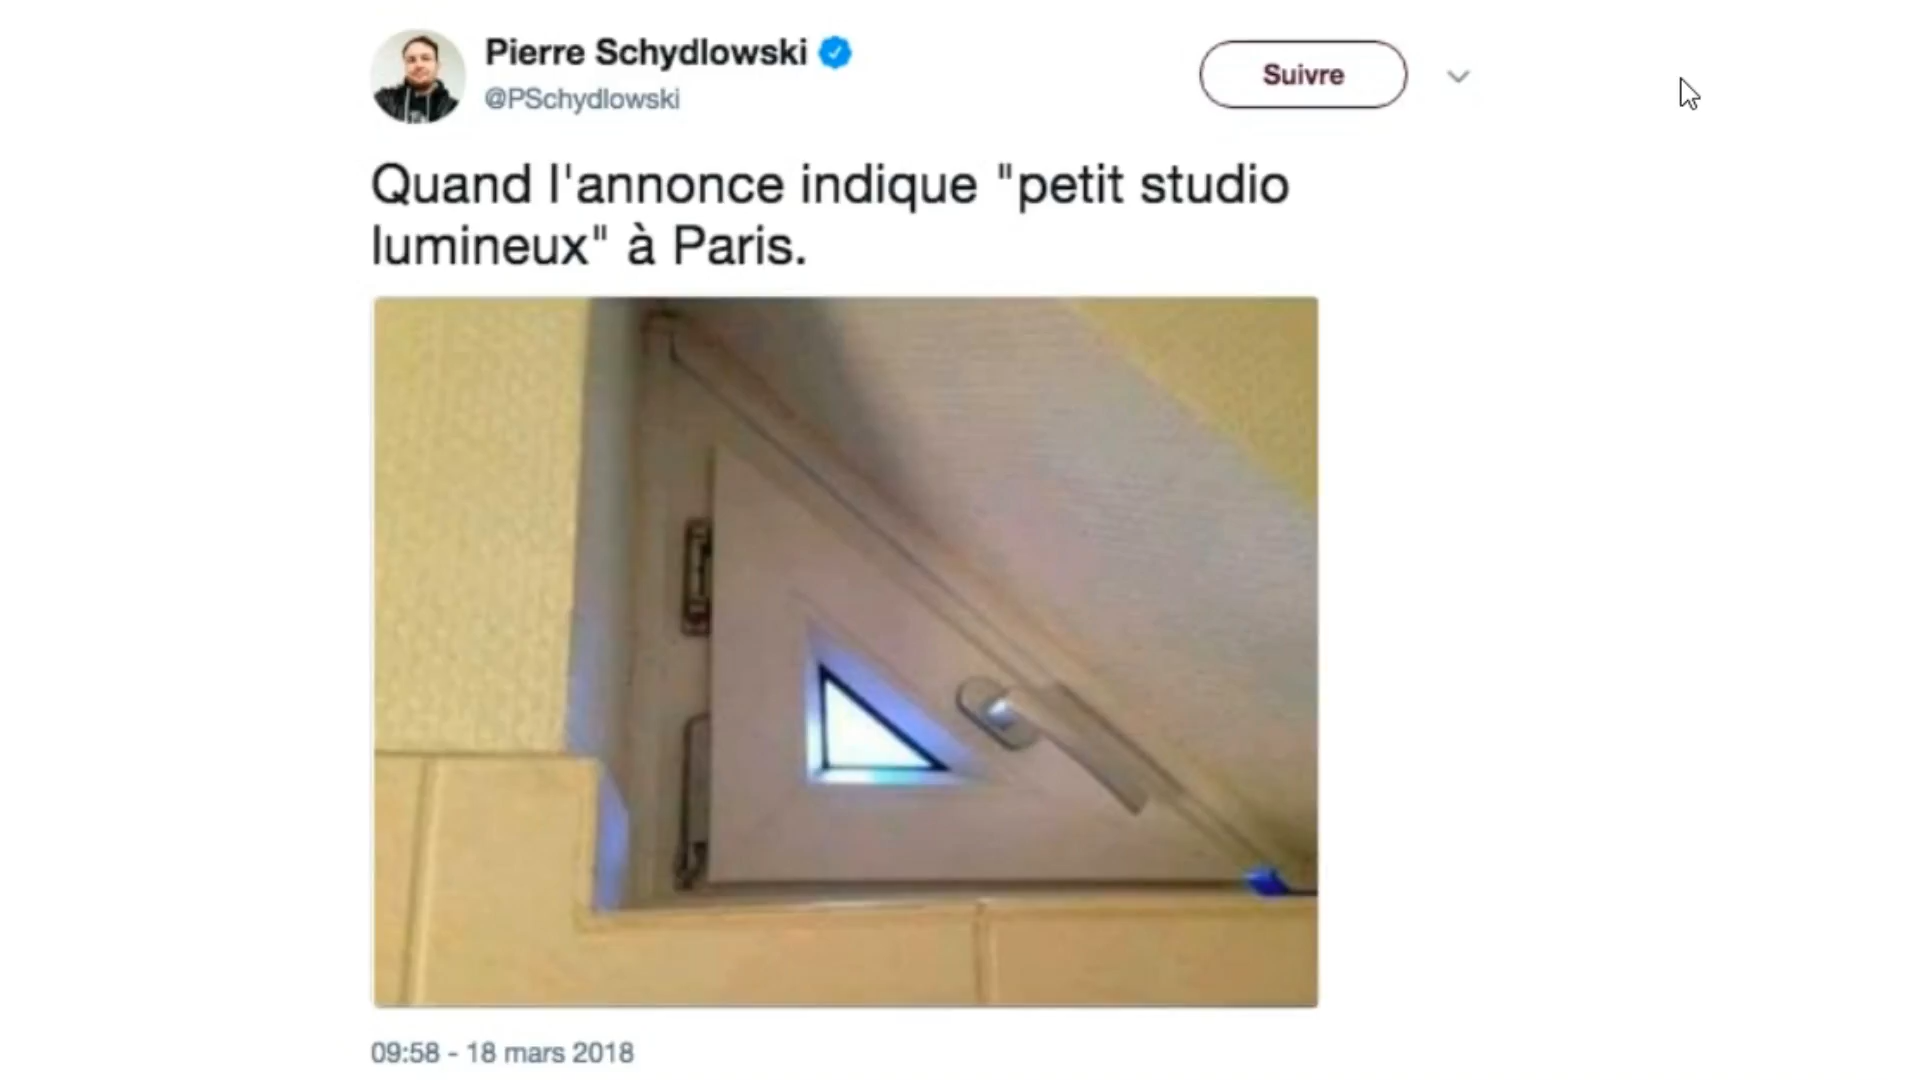 Pierre Schydlowski
@PSchydlowski
Suivre
Quand l'annonce indique "petit studio
lumineux" à Paris.
09:58 - 18 mars 2018